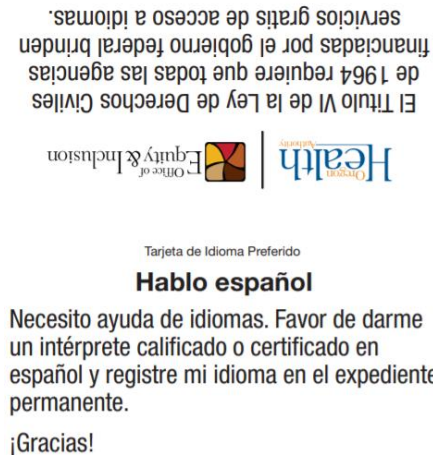 El Título VI de la Ley de Derechos Civiles
de 1964 requiere que todas las agencias
financiadas por el gobierno federal brinden
servicios gratis de acceso a idiomas.
Oregon
Health
Authority
Office of
Equity & Inclusion
Tarjeta de Idioma Preferido
Hablo español
Necesito ayuda de idiomas. Favor de darme
un intérprete calificado o certificado en
español y registre mi idioma en el expediente
permanente.
¡Gracias!